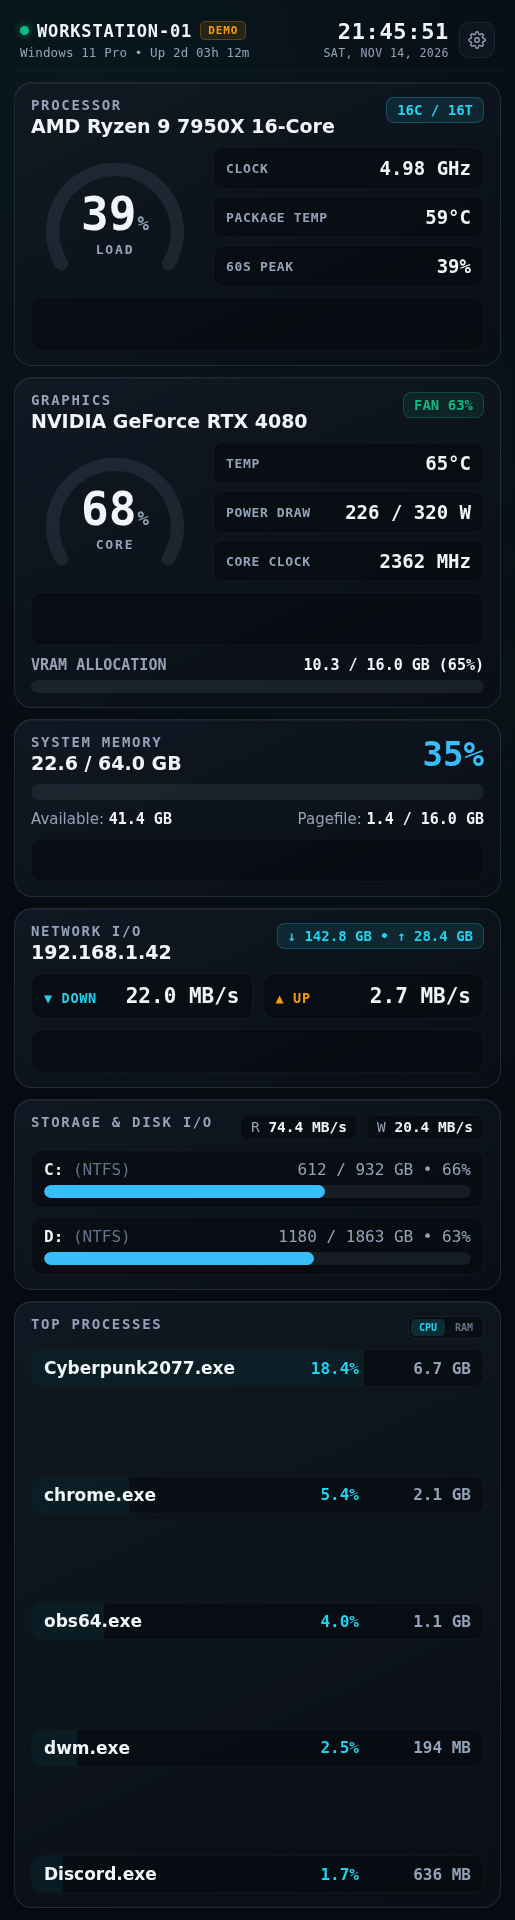 WORKSTATION-01 DEMO
Windows 11 Pro • Up 2d 03h 12m
21:45:51
SAT, NOV 14, 2026
PROCESSOR
AMD Ryzen 9 7950X 16-Core
16C / 16T
39%
LOAD
CLOCK 4.98 GHz
PACKAGE TEMP 59°C
60S PEAK 39%
GRAPHICS
NVIDIA GeForce RTX 4080
FAN 63%
68%
CORE
TEMP 65°C
POWER DRAW 226 / 320 W
CORE CLOCK 2362 MHz
VRAM ALLOCATION 10.3 / 16.0 GB (65%)
SYSTEM MEMORY
22.6 / 64.0 GB
35%
Available: 41.4 GB Pagefile: 1.4 / 16.0 GB
NETWORK I/O
192.168.1.42
↓ 142.8 GB • ↑ 28.4 GB
▼ DOWN 22.0 MB/s ▲ UP 2.7 MB/s
STORAGE & DISK I/O R 74.4 MB/s W 20.4 MB/s
C: (NTFS) 612 / 932 GB • 66%
D: (NTFS) 1180 / 1863 GB • 63%
TOP PROCESSES CPU RAM
Cyberpunk2077.exe 18.4% 6.7 GB
chrome.exe 5.4% 2.1 GB
obs64.exe 4.0% 1.1 GB
dwm.exe 2.5% 194 MB
Discord.exe 1.7% 636 MB